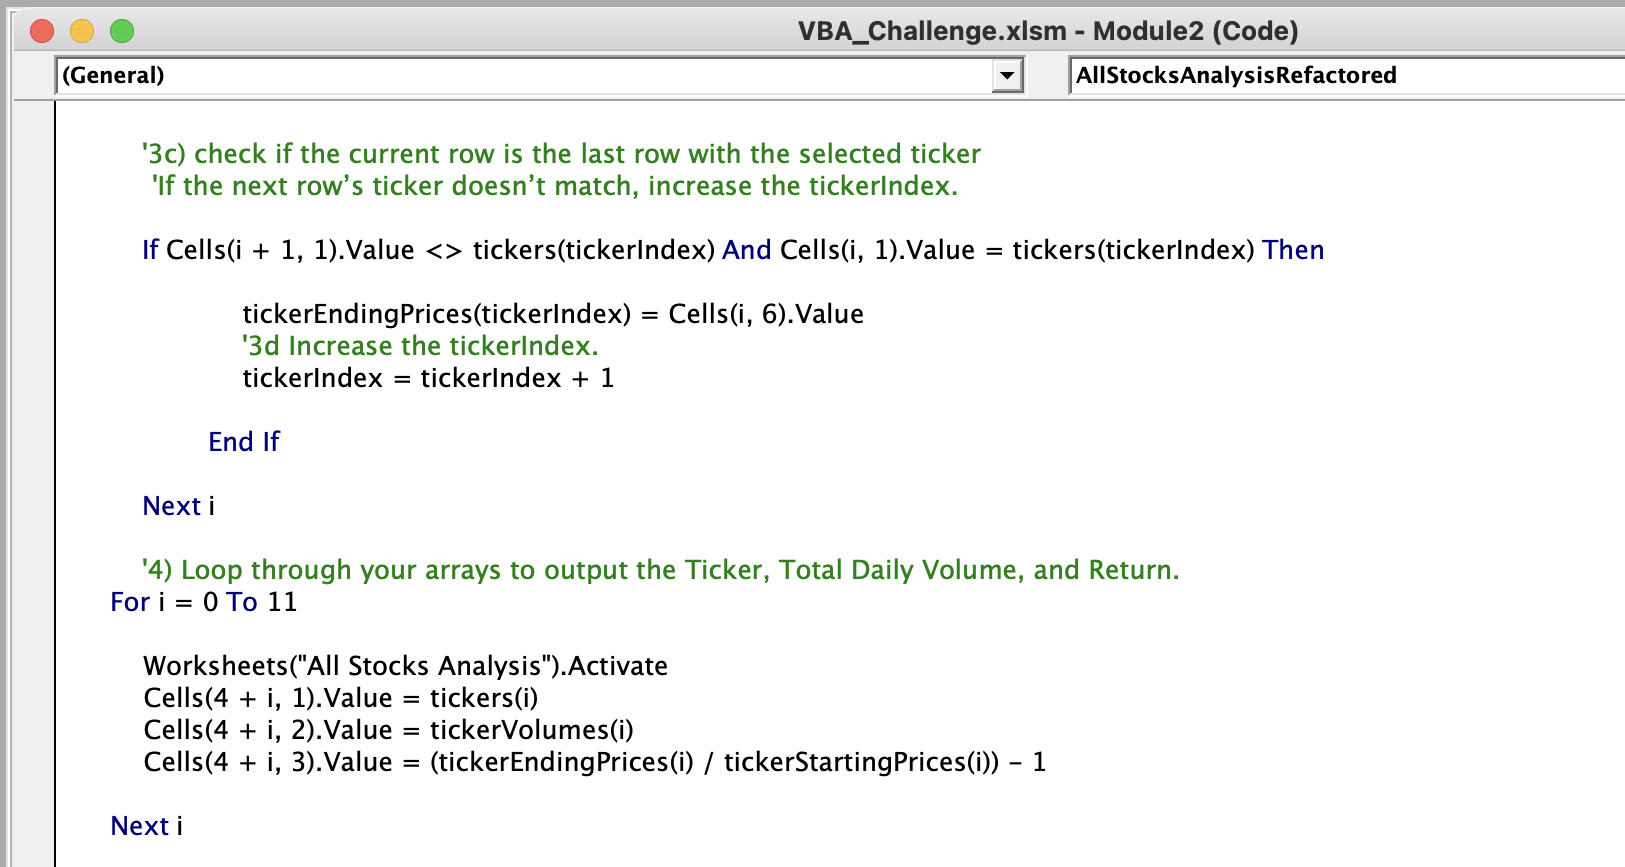 VBA_Challenge.xlsm - Module2 (Code)
(General)
AllStocksAnalysisRefactored
'3c) check if the current row is the last row with the selected ticker
'If the next row’s ticker doesn’t match, increase the tickerIndex.
If Cells(i + 1, 1).Value <> tickers(tickerIndex) And Cells(i, 1).Value = tickers(tickerIndex) Then
tickerEndingPrices(tickerIndex) = Cells(i, 6).Value
'3d Increase the tickerIndex.
tickerIndex = tickerIndex + 1
End If
Next i
'4) Loop through your arrays to output the Ticker, Total Daily Volume, and Return.
For i = 0 To 11
Worksheets("All Stocks Analysis").Activate
Cells(4 + i, 1).Value = tickers(i)
Cells(4 + i, 2).Value = tickerVolumes(i)
Cells(4 + i, 3).Value = (tickerEndingPrices(i) / tickerStartingPrices(i)) - 1
Next i